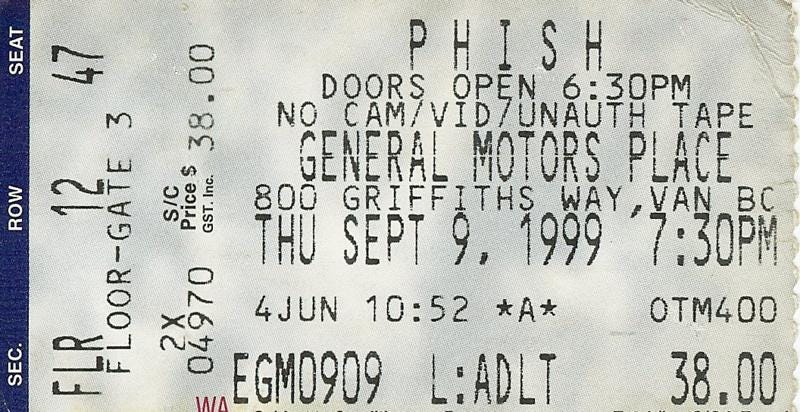 SEAT 47
ROW 12
SEC. FLR
FLOOR-GATE 3
S/C
Price$ 38.00
GST. Inc.
2X
04970
PHISH
DOORS OPEN 6:30PM
NO CAM/VID/UNAUTH TAPE
GENERAL MOTORS PLACE
800 GRIFFITHS WAY,VAN BC
THU SEPT 9, 1999 7:30PM
4JUN 10:52 *A* OTM400
EGM0909 L:ADLT 38.00
WA